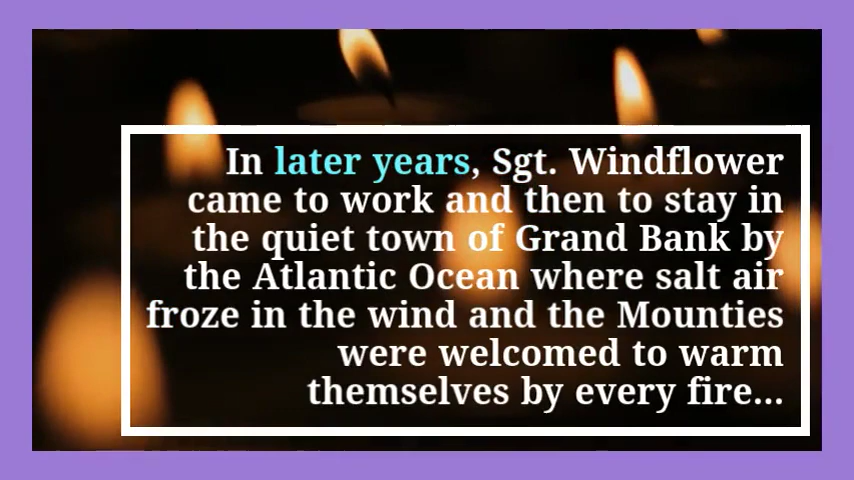 In later years, Sgt. Windflower
came to work and then to stay in
the quiet town of Grand Bank by
the Atlantic Ocean where salt air
froze in the wind and the Mounties
were welcomed to warm
themselves by every fire...